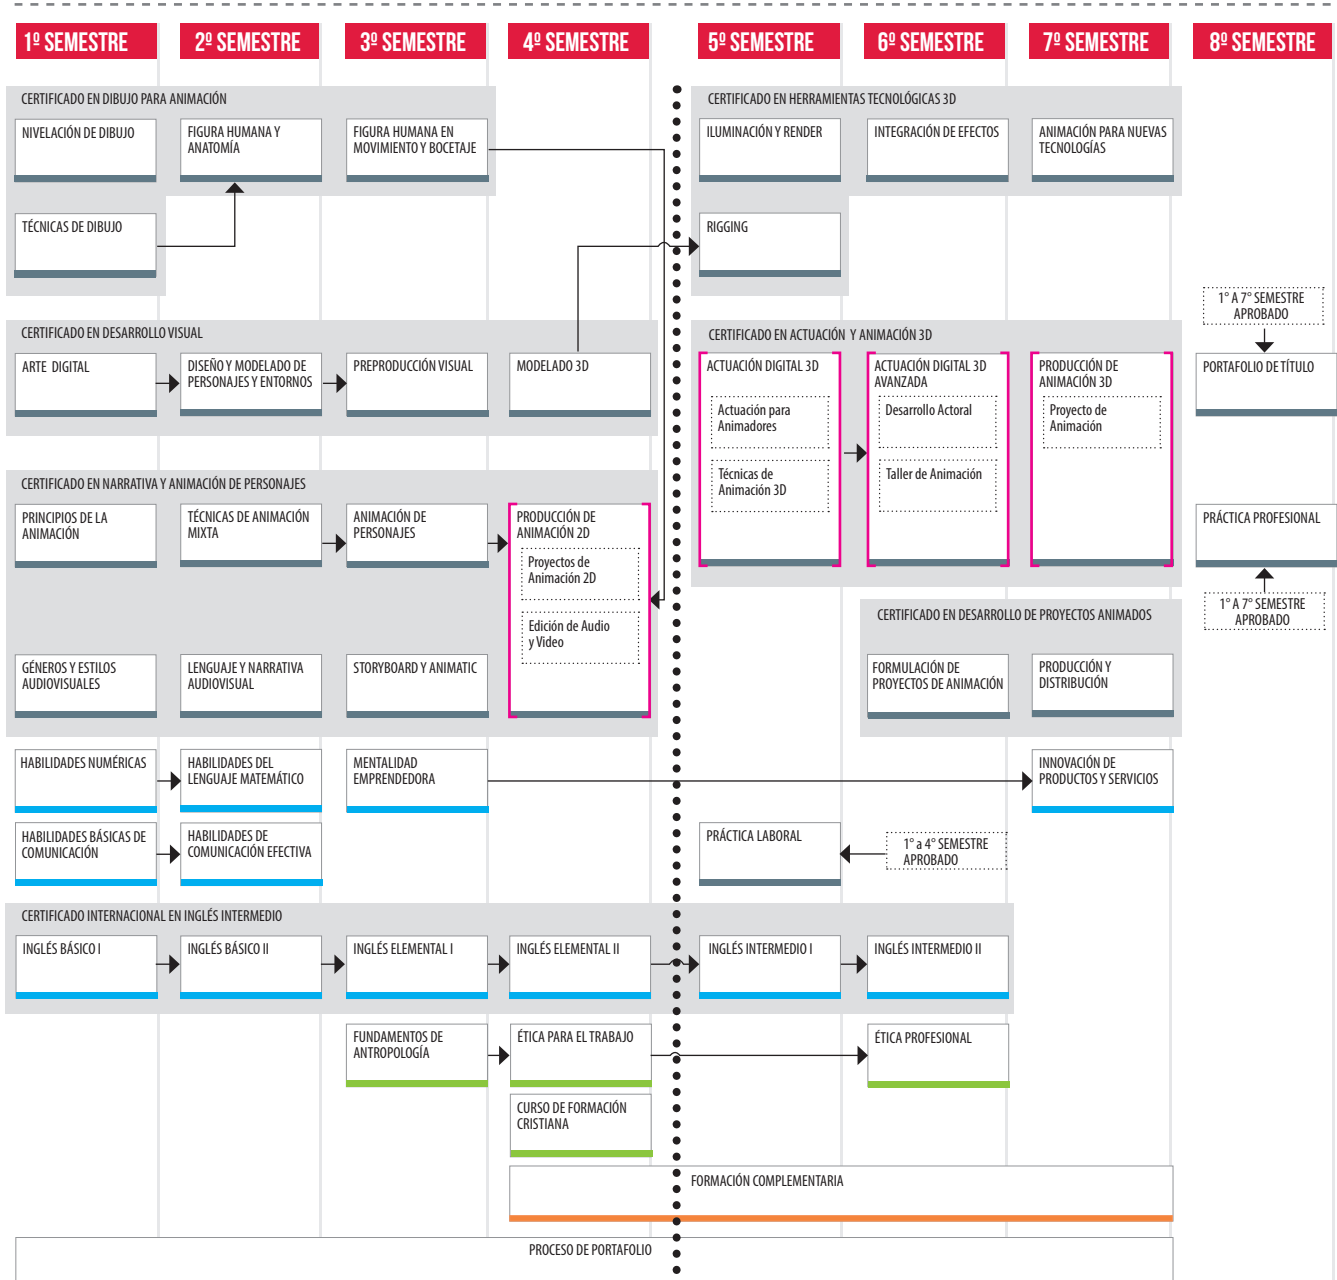 1º SEMESTRE
2º SEMESTRE
3º SEMESTRE
4º SEMESTRE
5º SEMESTRE
6º SEMESTRE
7º SEMESTRE
8º SEMESTRE
CERTIFICADO EN DIBUJO PARA ANIMACIÓN
NIVELACIÓN DE DIBUJO
FIGURA HUMANA Y
ANATOMÍA
FIGURA HUMANA EN
MOVIMIENTO Y BOCETAJE
TÉCNICAS DE DIBUJO
CERTIFICADO EN HERRAMIENTAS TECNOLÓGICAS 3D
ILUMINACIÓN Y RENDER
INTEGRACIÓN DE EFECTOS
ANIMACIÓN PARA NUEVAS
TECNOLOGÍAS
RIGGING
CERTIFICADO EN DESARROLLO VISUAL
ARTE DIGITAL
DISEÑO Y MODELADO DE
PERSONAJES Y ENTORNOS
PREPRODUCCIÓN VISUAL
MODELADO 3D
CERTIFICADO EN ACTUACIÓN Y ANIMACIÓN 3D
ACTUACIÓN DIGITAL 3D
Actuación para
Animadores
Técnicas de
Animación 3D
ACTUACIÓN DIGITAL 3D
AVANZADA
Desarrollo Actoral
Taller de Animación
PRODUCCIÓN DE
ANIMACIÓN 3D
Proyecto de
Animación
1° A 7° SEMESTRE
APROBADO
PORTAFOLIO DE TÍTULO
PRÁCTICA PROFESIONAL
1° A 7° SEMESTRE
APROBADO
CERTIFICADO EN NARRATIVA Y ANIMACIÓN DE PERSONAJES
PRINCIPIOS DE LA
ANIMACIÓN
TÉCNICAS DE ANIMACIÓN
MIXTA
ANIMACIÓN DE
PERSONAJES
PRODUCCIÓN DE
ANIMACIÓN 2D
Proyectos de
Animación 2D
Edición de Audio
y Video
GÉNEROS Y ESTILOS
AUDIOVISUALES
LENGUAJE Y NARRATIVA
AUDIOVISUAL
STORYBOARD Y ANIMATIC
CERTIFICADO EN DESARROLLO DE PROYECTOS ANIMADOS
FORMULACIÓN DE
PROYECTOS DE ANIMACIÓN
PRODUCCIÓN Y
DISTRIBUCIÓN
HABILIDADES NUMÉRICAS
HABILIDADES DEL
LENGUAJE MATEMÁTICO
MENTALIDAD
EMPRENDEDORA
INNOVACIÓN DE
PRODUCTOS Y SERVICIOS
HABILIDADES BÁSICAS DE
COMUNICACIÓN
HABILIDADES DE
COMUNICACIÓN EFECTIVA
PRÁCTICA LABORAL
1° a 4° SEMESTRE
APROBADO
CERTIFICADO INTERNACIONAL EN INGLÉS INTERMEDIO
INGLÉS BÁSICO I
INGLÉS BÁSICO II
INGLÉS ELEMENTAL I
INGLÉS ELEMENTAL II
INGLÉS INTERMEDIO I
INGLÉS INTERMEDIO II
FUNDAMENTOS DE
ANTROPOLOGÍA
ÉTICA PARA EL TRABAJO
ÉTICA PROFESIONAL
CURSO DE FORMACIÓN
CRISTIANA
FORMACIÓN COMPLEMENTARIA
PROCESO DE PORTAFOLIO